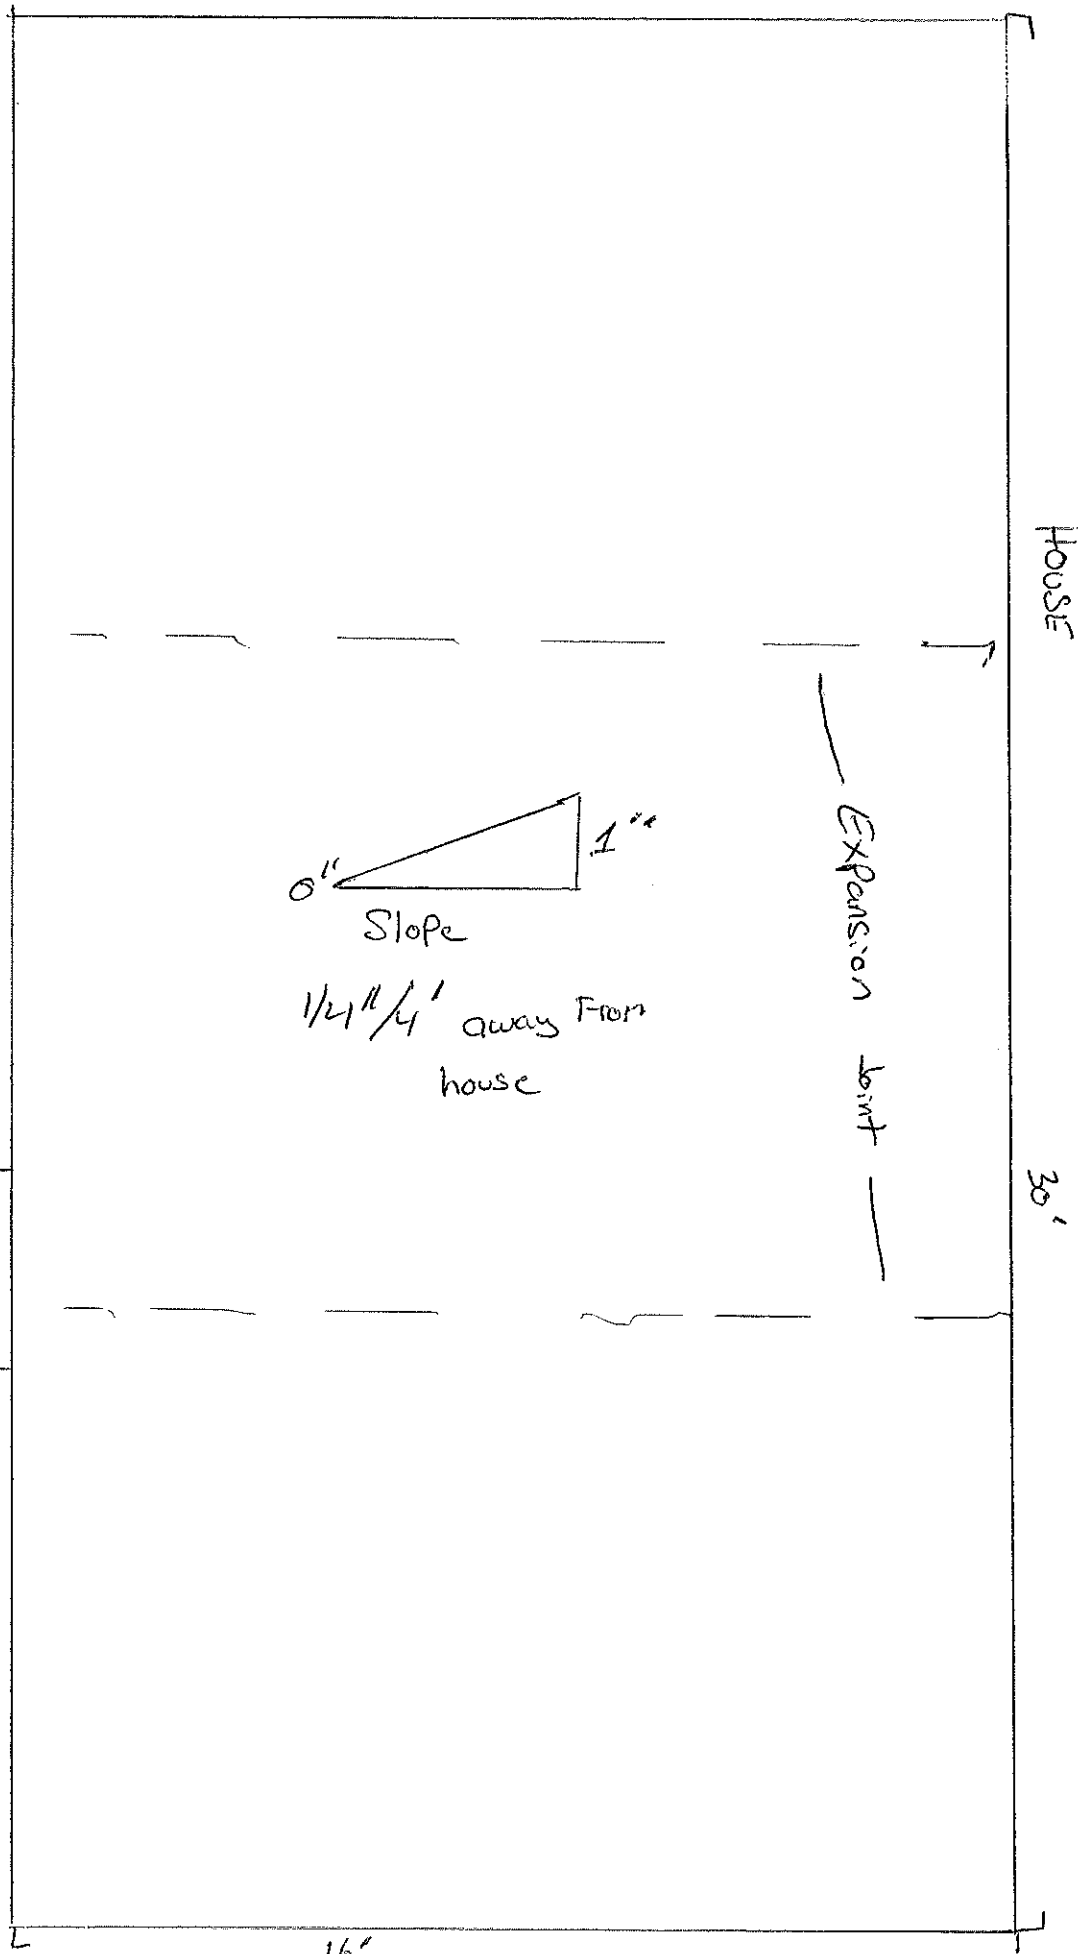 HOUSE
1"
0"
Slope
1/4"/4' away From
house
Expansion Joint
30'
16'